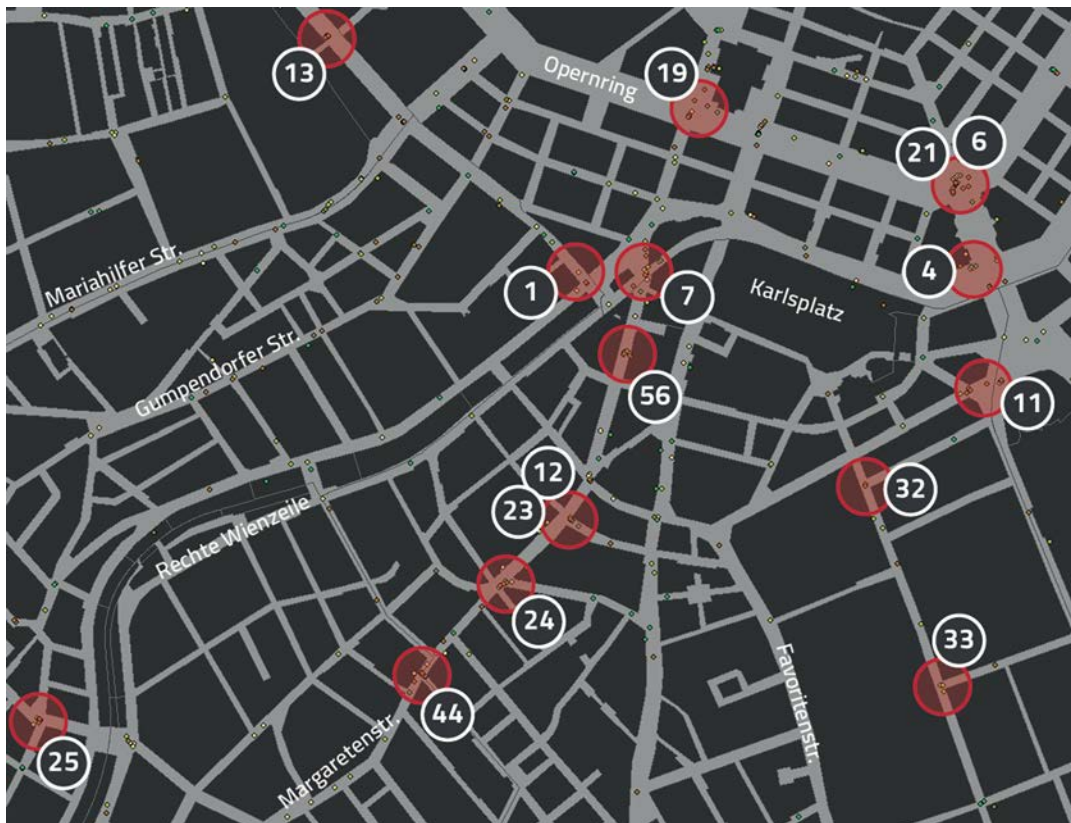 13
19
Opernring
21
6
Mariahilfer Str.
1
7
Karlsplatz
4
Gumpendorfer Str.
56
11
12
23
32
Rechte Wienzeile
24
33
44
Favoritenstr.
25
Margaretenstr.